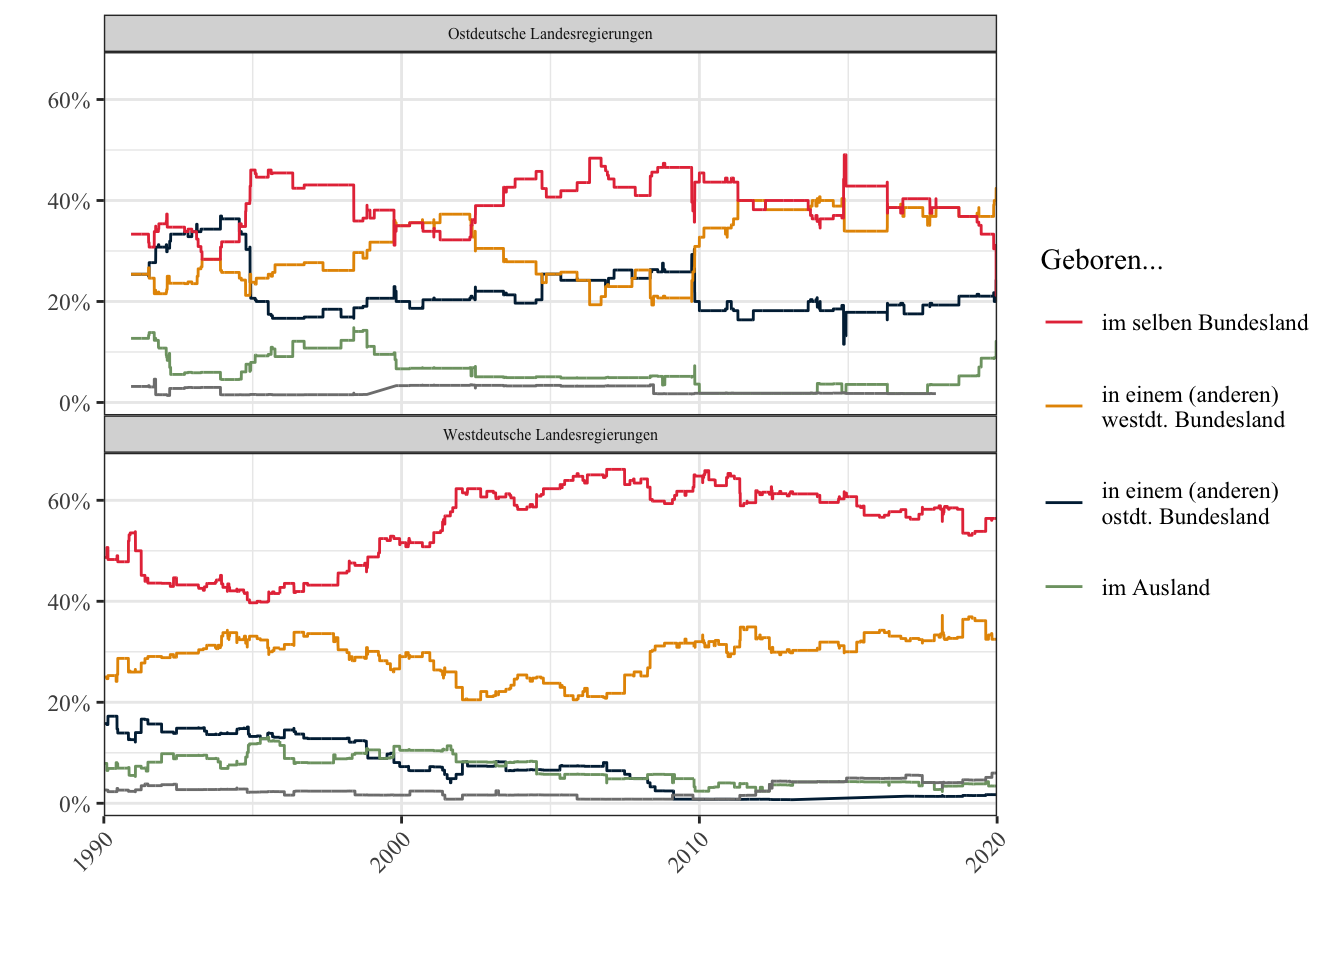 Ostdeutsche Landesregierungen
60%
40%
20%
0%
Westdeutsche Landesregierungen
60%
40%
20%
0%
1990
2000
2010
2020
Geboren...
im selben Bundesland
in einem (anderen)
westdt. Bundesland
in einem (anderen)
ostdt. Bundesland
im Ausland